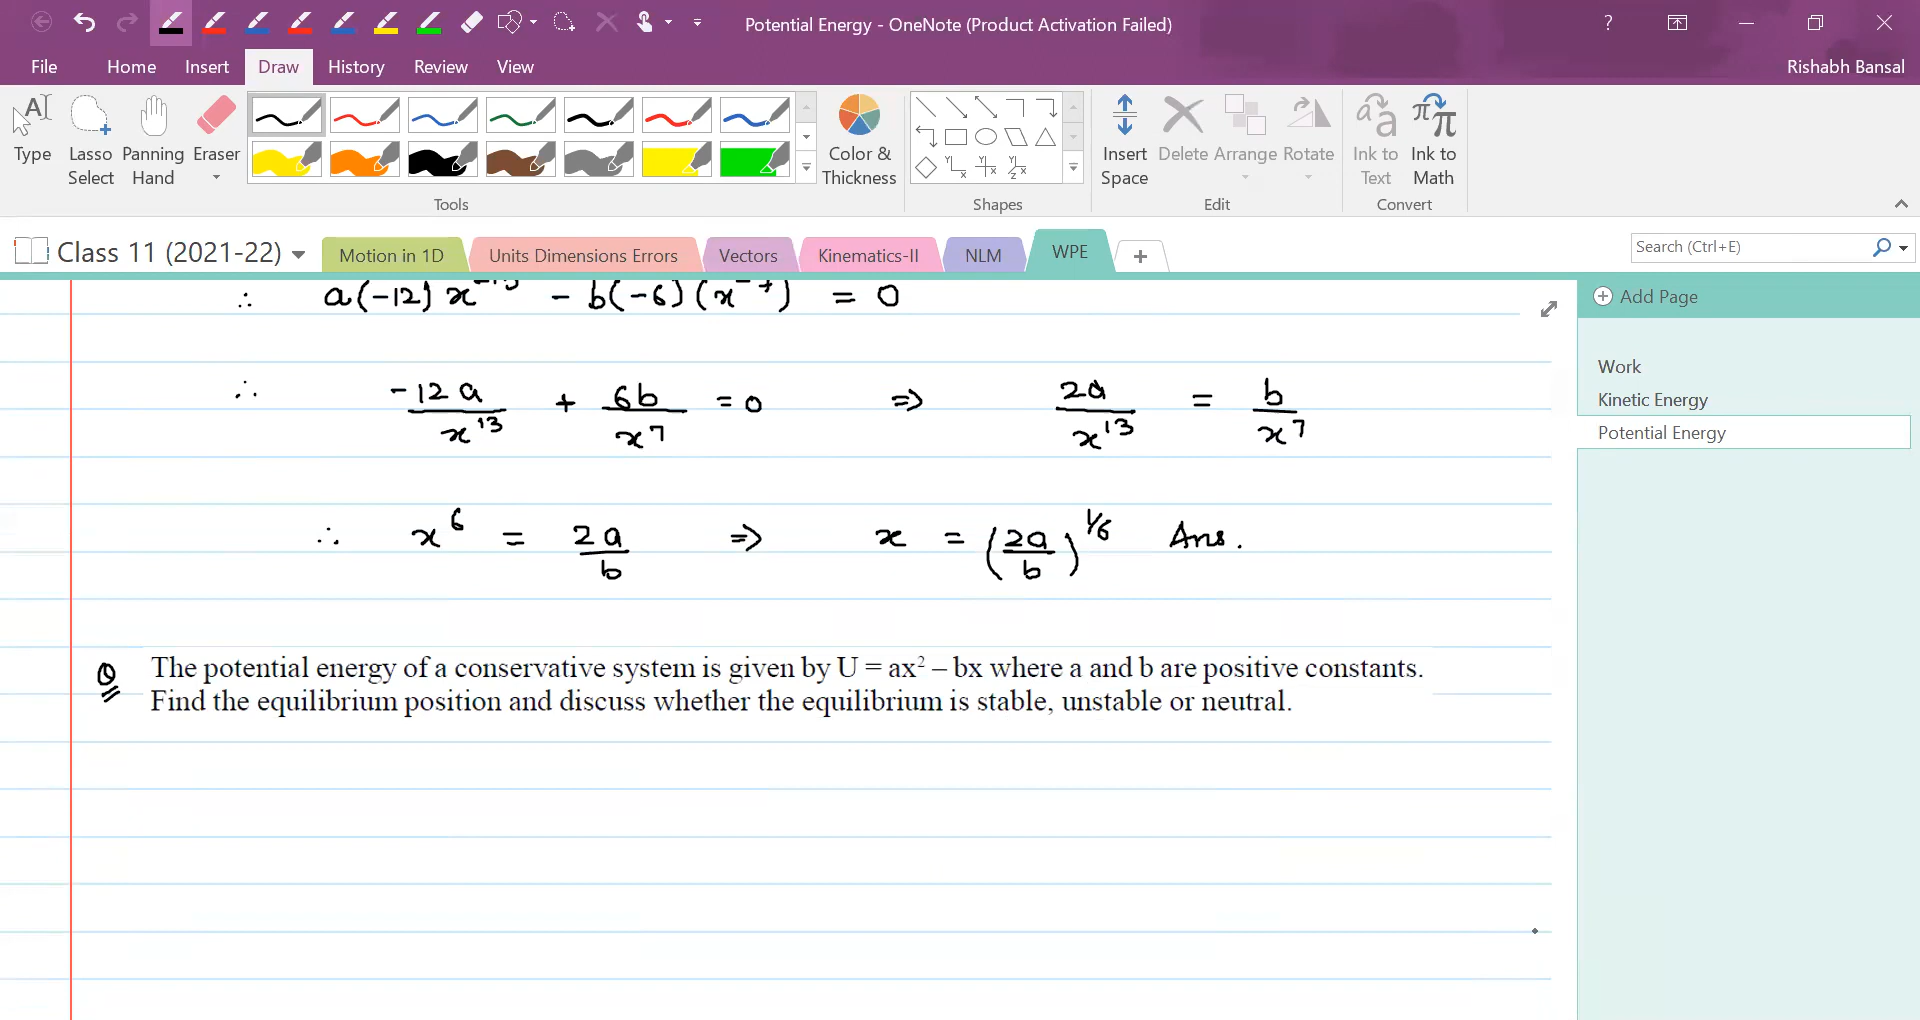 Potential Energy - OneNote (Product Activation Failed)
?
File Home Insert Draw History Review View Rishabh Bansal
Type
Lasso Select
Panning Hand
Eraser
Color & Thickness
Insert Space
Delete Arrange Rotate
Ink to Text
Ink to Math
Tools Shapes Edit Convert
Class 11 (2021-22) Motion in 1D Units Dimensions Errors Vectors Kinematics-II NLM WPE + Search (Ctrl+E)
Add Page
Work
Kinetic Energy
Potential Energy
∴ a(-12) x⁻¹³ - b(-6)(x⁻⁷) = 0
∴ -12a/x¹³ + 6b/x⁷ = 0 ⇒ 2a/x¹³ = b/x⁷
∴ x⁶ = 2a/b ⇒ x = (2a/b)^1/6 Ans.
Q The potential energy of a conservative system is given by U = ax² – bx where a and b are positive constants.
Find the equilibrium position and discuss whether the equilibrium is stable, unstable or neutral.